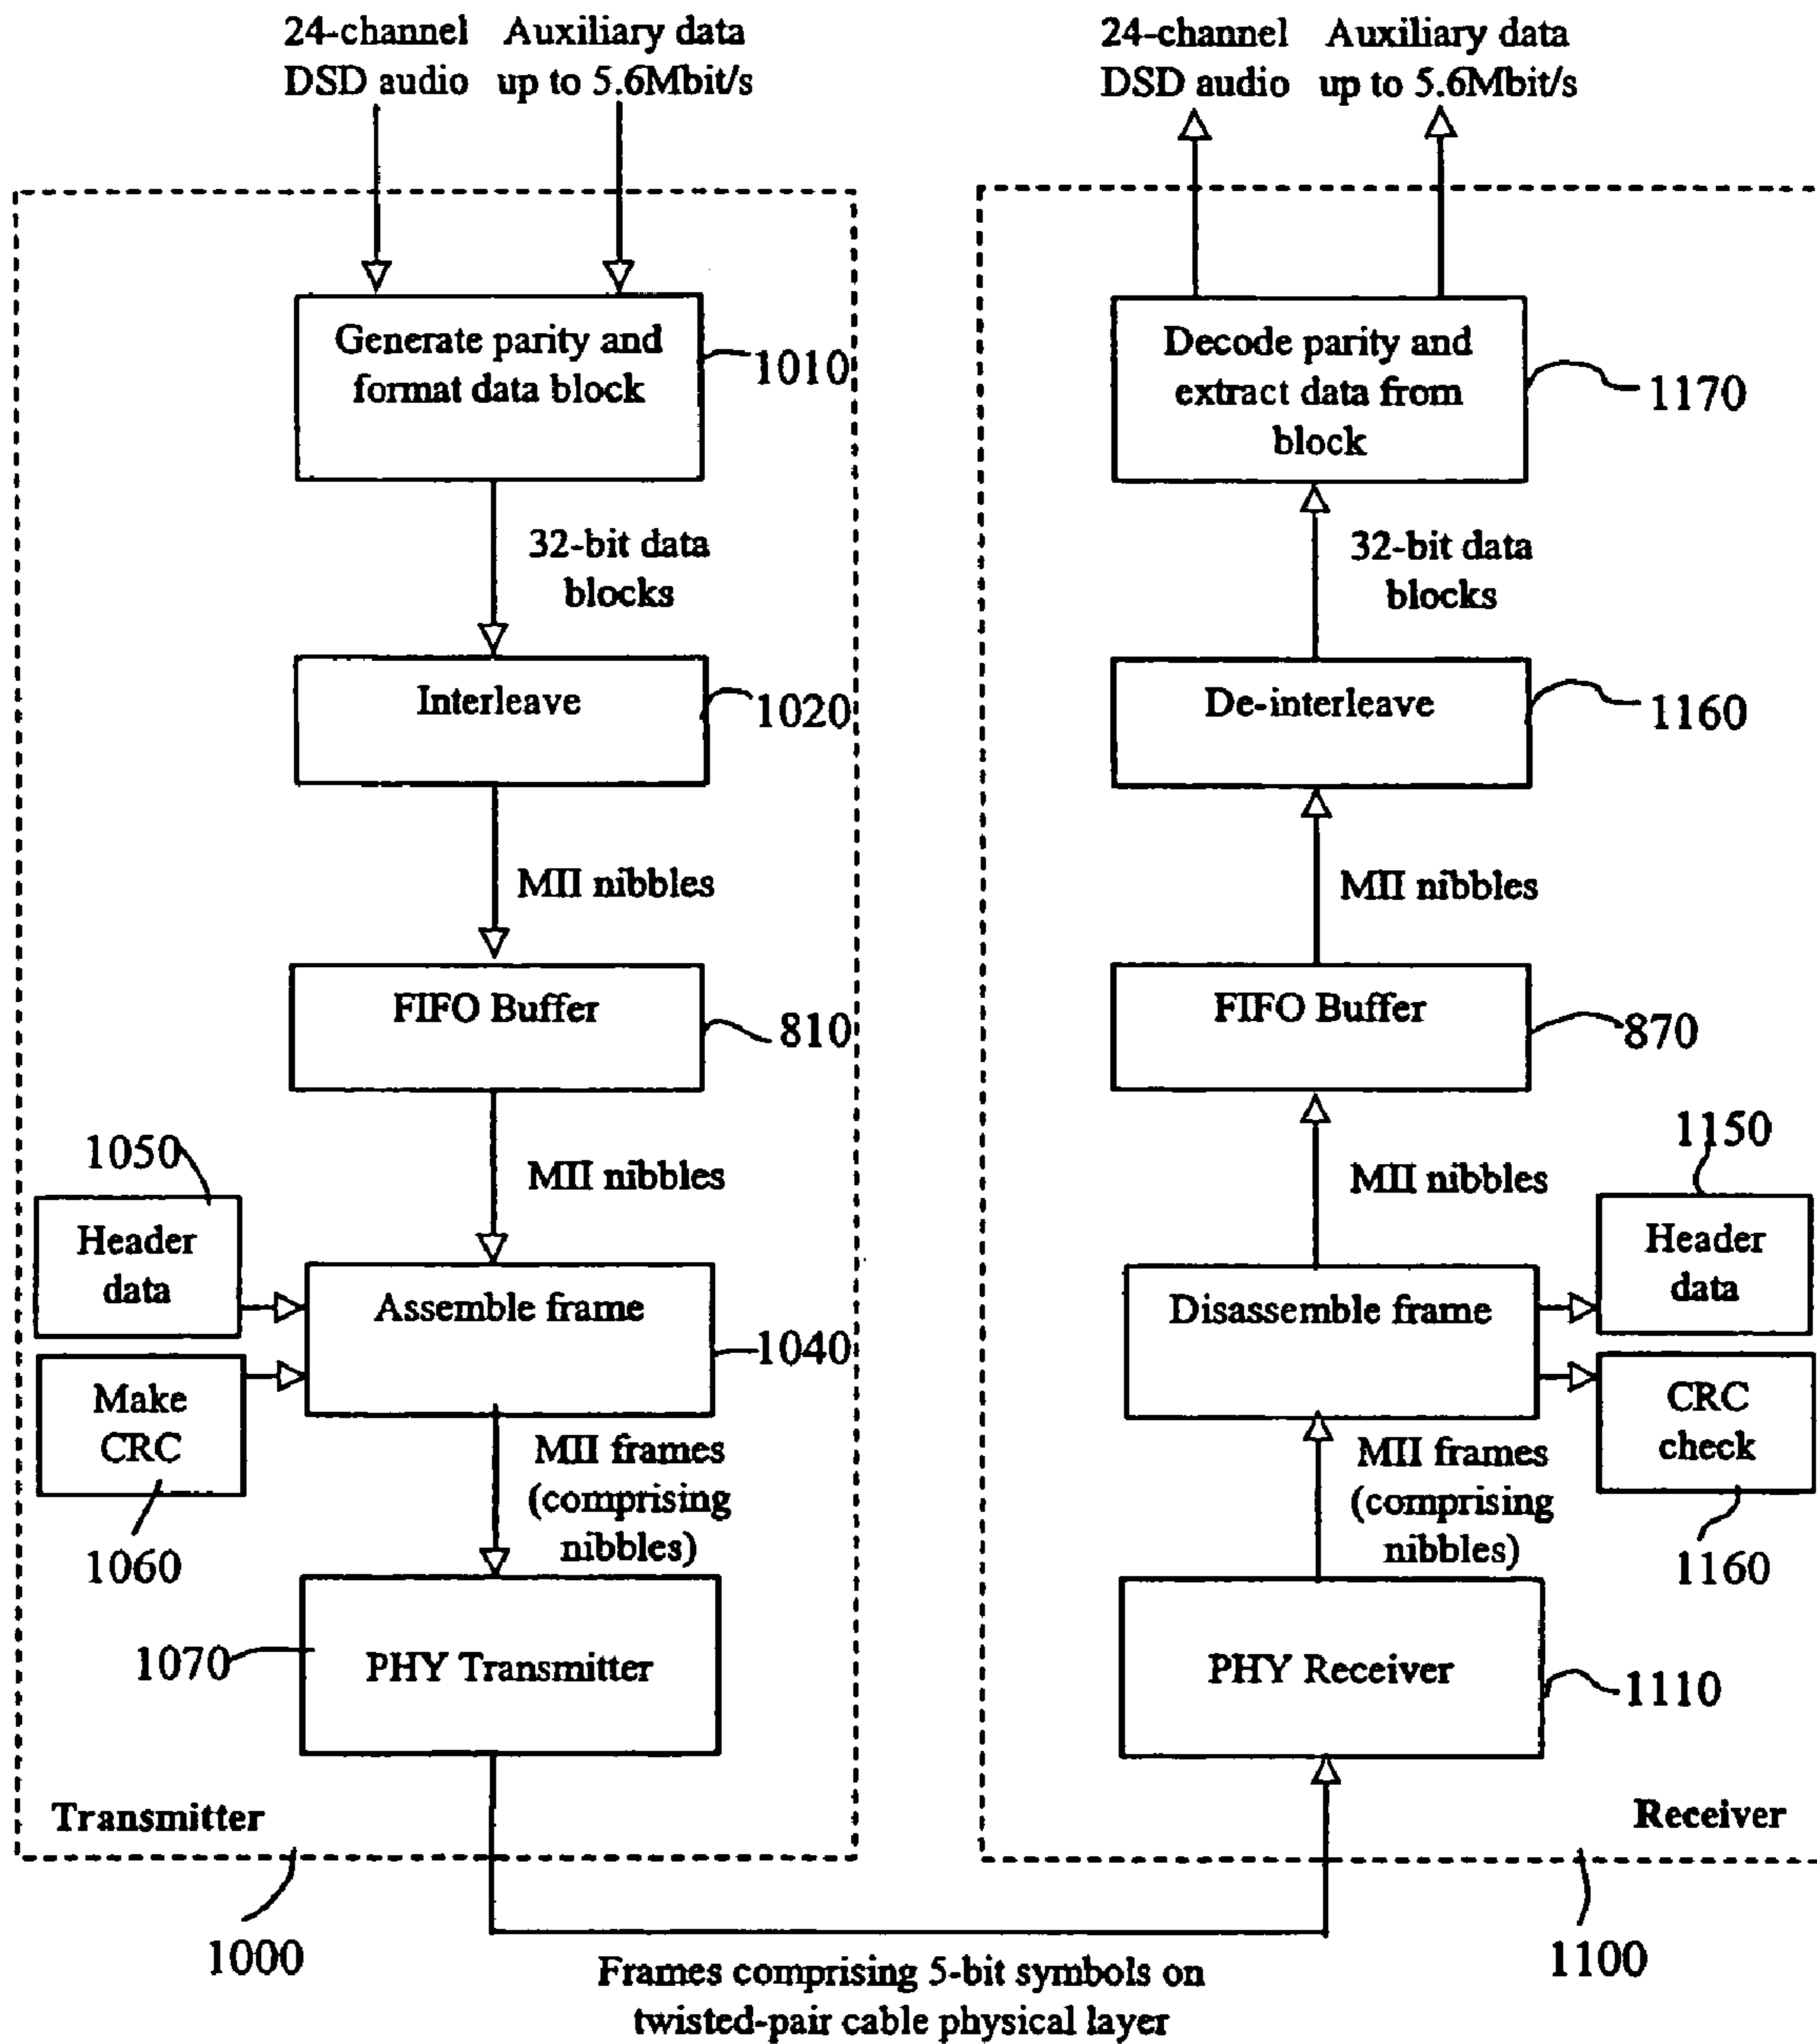 24-channel
DSD audio
Auxiliary data
up to 5.6Mbit/s
Generate parity and
format data block
1010
32-bit data
blocks
Interleave
1020
MII nibbles
FIFO Buffer
810
MII nibbles
1050
Header
data
Assemble frame
1040
Make
CRC
1060
MII frames
(comprising
nibbles)
1070
PHY Transmitter
Transmitter
1000
Frames comprising 5-bit symbols on
twisted-pair cable physical layer
24-channel
DSD audio
Auxiliary data
up to 5.6Mbit/s
Decode parity and
extract data from
block
1170
32-bit data
blocks
De-interleave
1160
MII nibbles
FIFO Buffer
870
MII nibbles
1150
Header
data
Disassemble frame
CRC
check
1160
MII frames
(comprising
nibbles)
PHY Receiver
1110
Receiver
1100